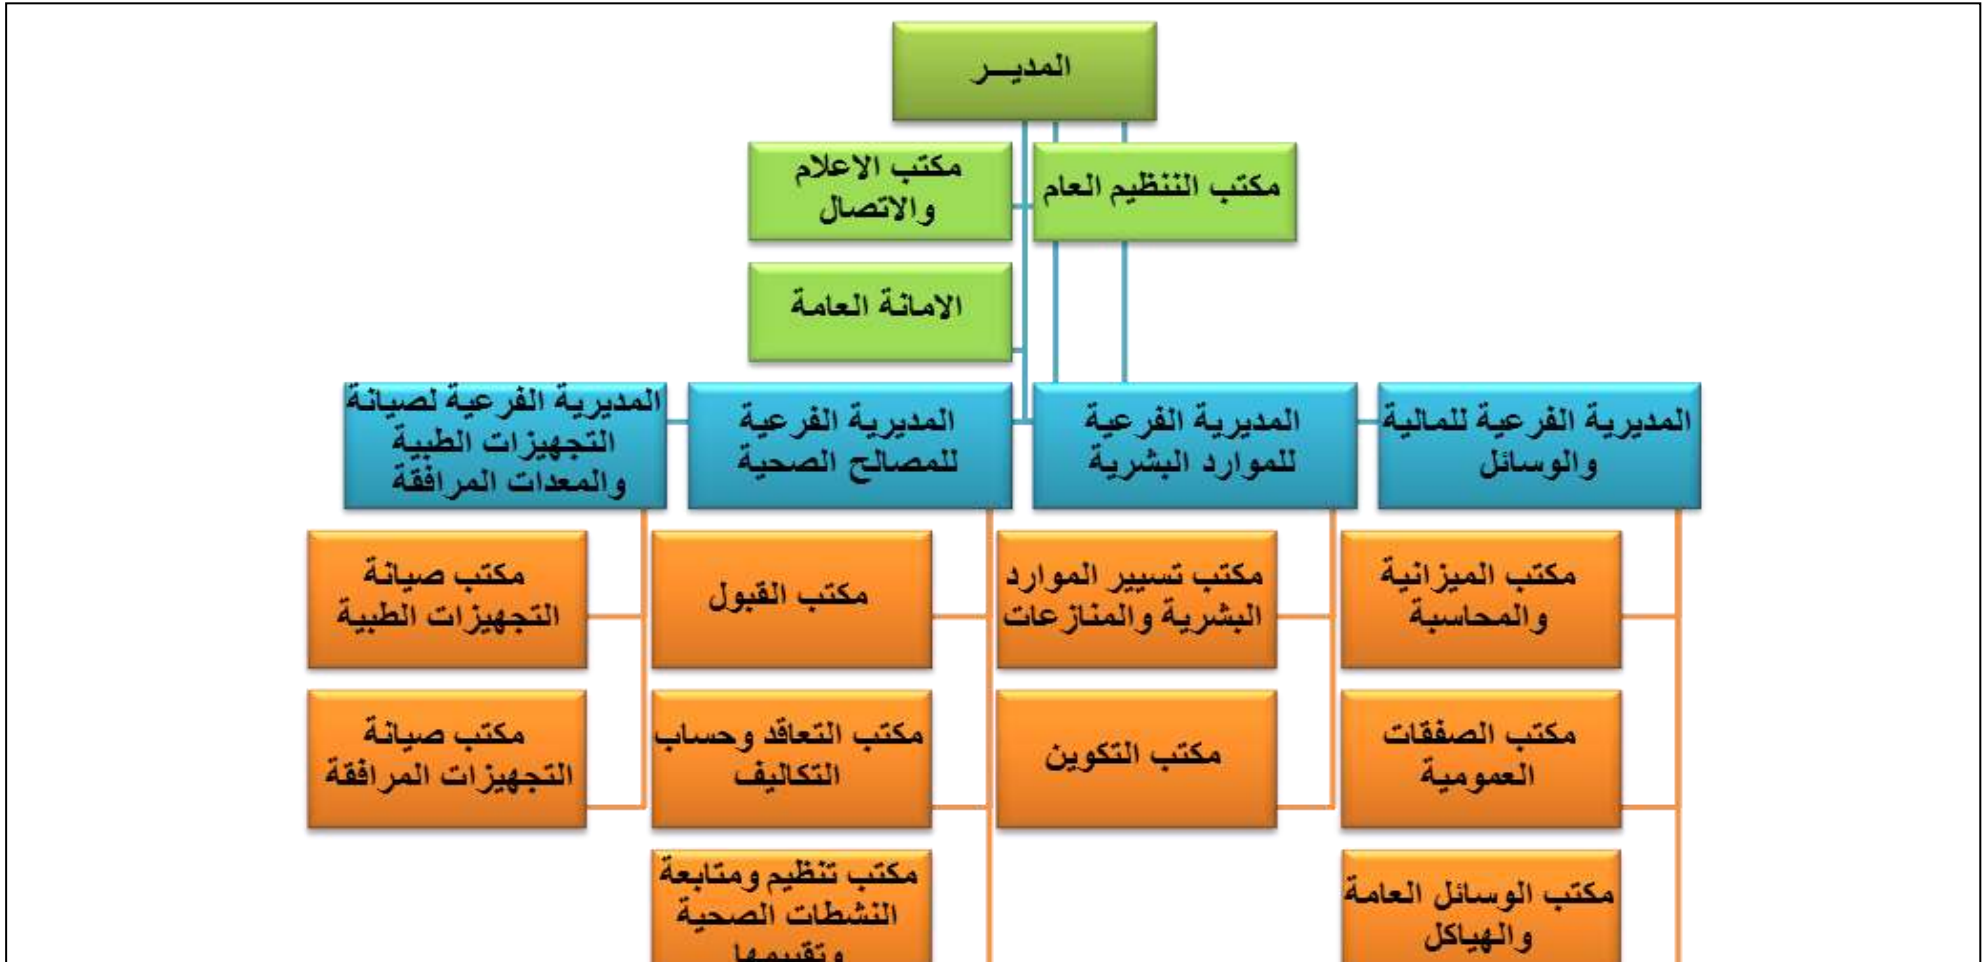 المديـــر
مكتب التنظيم العام
مكتب الاعلام
والاتصال
الامانة العامة
المديرية الفرعية للمالية
والوسائل
المديرية الفرعية
للموارد البشرية
المديرية الفرعية
للمصالح الصحية
المديرية الفرعية لصيانة
التجهيزات الطبية
والمعدات المرافقة
مكتب الميزانية
والمحاسبة
مكتب تسيير الموارد
البشرية والمنازعات
مكتب القبول
مكتب صيانة
التجهيزات الطبية
مكتب الصفقات
العمومية
مكتب التكوين
مكتب التعاقد وحساب
التكاليف
مكتب صيانة
التجهيزات المرافقة
مكتب الوسائل العامة
والهياكل
مكتب تنظيم ومتابعة
النشطات الصحية
وتقييمها